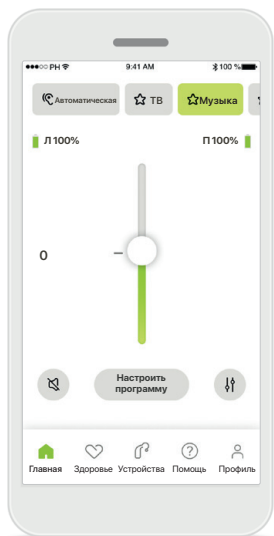 PH 9:41 AM 100 %
Автоматическая ТВ Музыка
Л 100% П 100%
0
Настроить
программу
Главная Здоровье Устройства Помощь Профиль